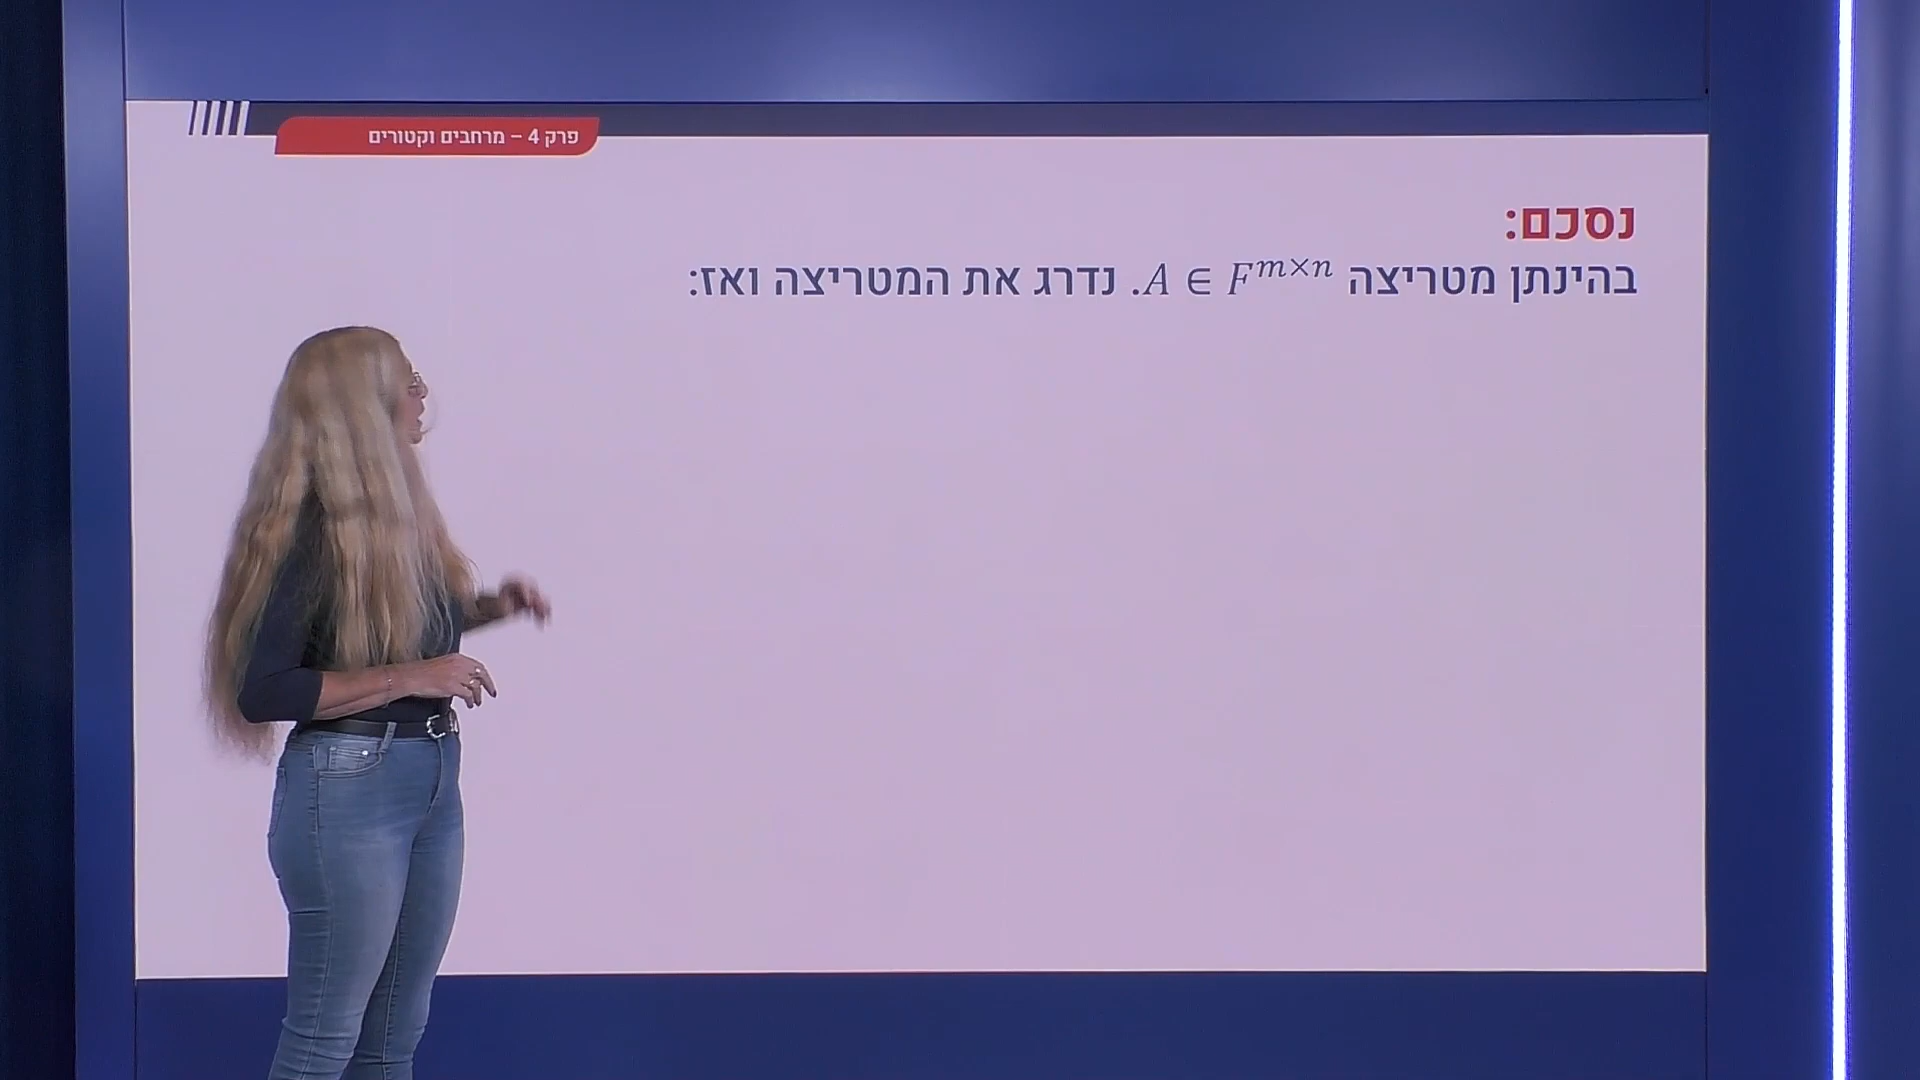 פרק 4 – מרחבים וקטורים
נסכם:
בהינתן מטריצה $A \in F^{m \times n}$. נדרג את המטריצה ואז: